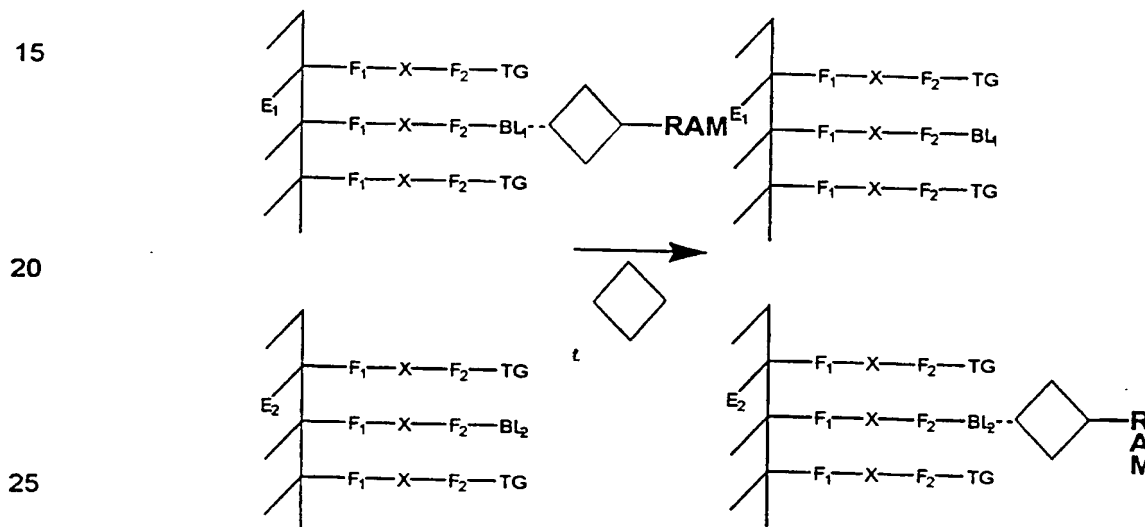 15
F₁—X—F₂—TG
F₁—X—F₂—TG
E₁
E₁
F₁—X—F₂—BL₁
RAM
F₁—X—F₂—BL₁
F₁—X—F₂—TG
F₁—X—F₂—TG
20
t
F₁—X—F₂—TG
F₁—X—F₂—TG
E₂
E₂
F₁—X—F₂—BL₂
F₁—X—F₂—BL₂
R
A
M
25
F₁—X—F₂—TG
F₁—X—F₂—TG